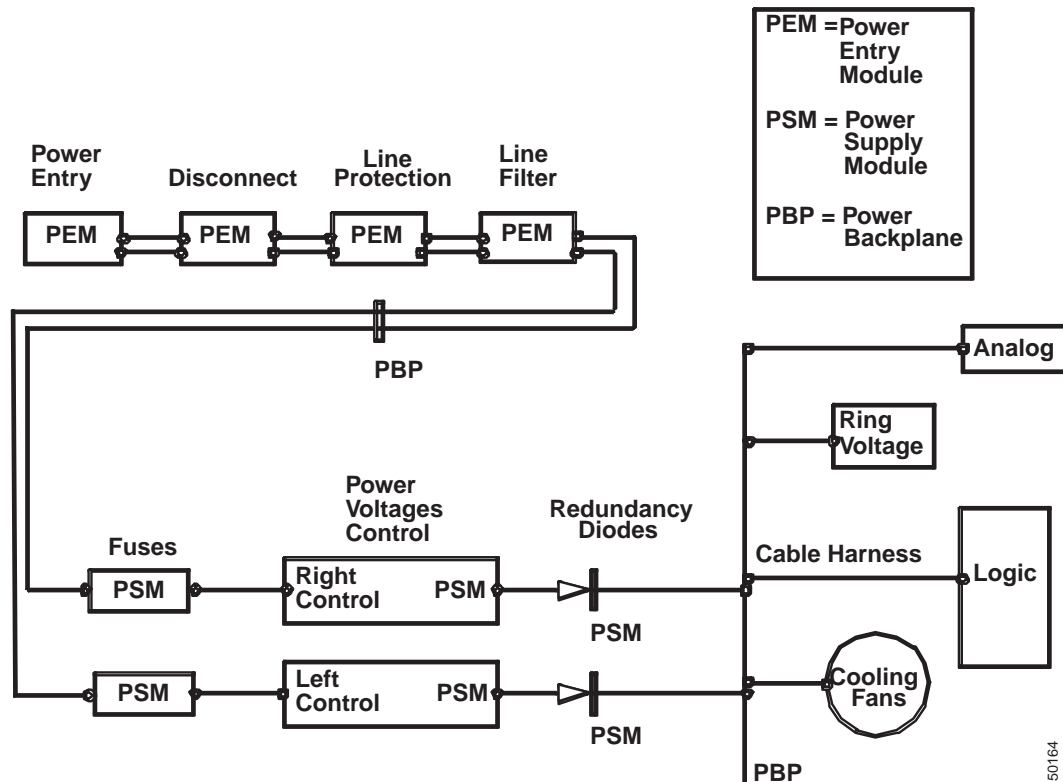 PEM = Power
Entry
Module
PSM = Power
Supply
Module
PBP = Power
Backplane
Power
Entry
Disconnect
Line
Protection
Line
Filter
PEM
PEM
PEM
PEM
PBP
Analog
Ring
Voltage
Power
Voltages
Control
Redundancy
Diodes
Fuses
Cable Harness
PSM
Right
Control
PSM
PSM
Logic
PSM
Left
Control
PSM
PSM
Cooling
Fans
PBP
50164